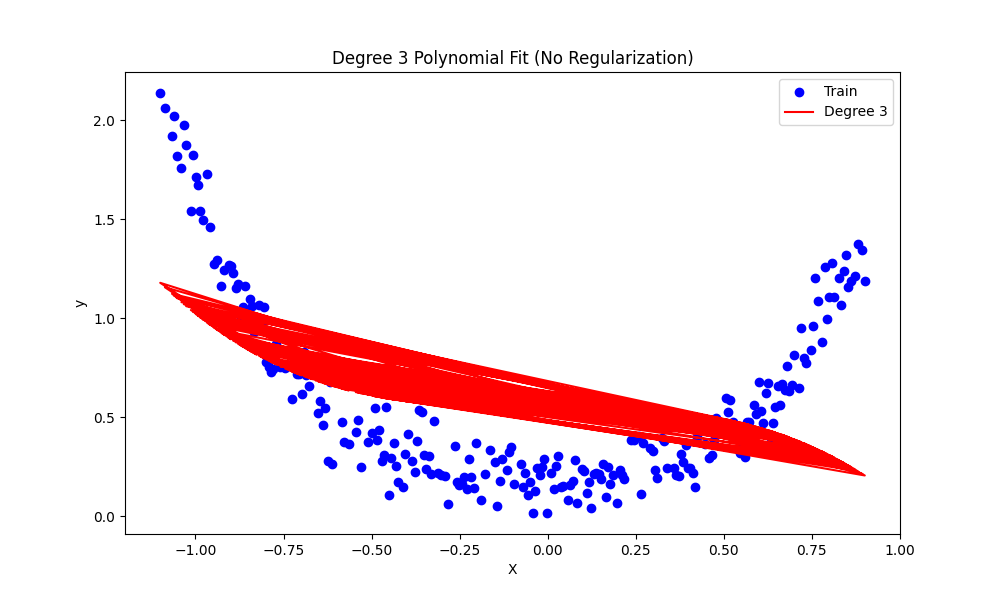 Degree 3 Polynomial Fit (No Regularization)
Train
Degree 3
y
2.0
1.5
1.0
0.5
0.0
−1.00 −0.75 −0.50 −0.25 0.00 0.25 0.50 0.75 1.00
X